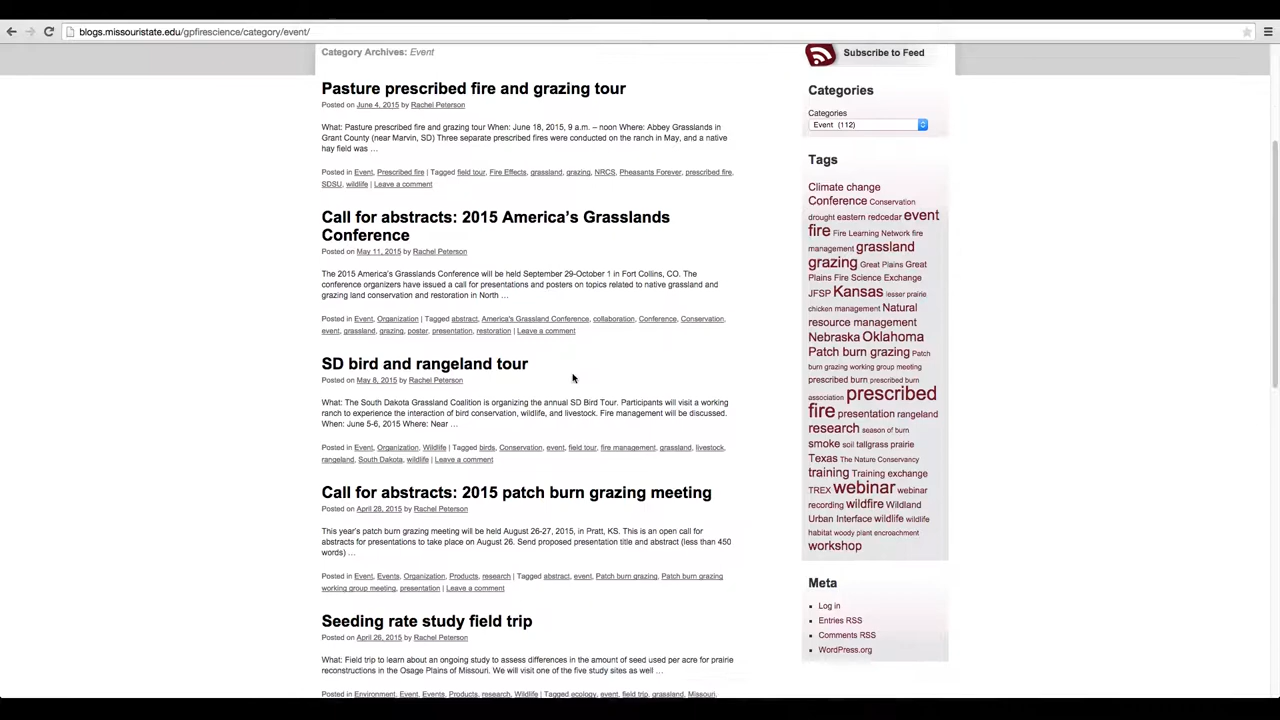 blogs.missouristate.edu/gpfirescience/category/event/
Category Archives: Event
Pasture prescribed fire and grazing tour
Posted on June 4, 2015 by Rachel Peterson
What: Pasture prescribed fire and grazing tour When: June 18, 2015, 9 a.m. – noon Where: Abbey Grasslands in
Grant County (near Marvin, SD) Three separate prescribed fires were conducted on the ranch in May, and a native
hay field was …
Posted in Event, Prescribed fire | Tagged field tour, Fire Effects, grassland, grazing, NRCS, Pheasants Forever, prescribed fire,
SDSU, wildlife | Leave a comment
Call for abstracts: 2015 America's Grasslands
Conference
Posted on May 11, 2015 by Rachel Peterson
The 2015 America's Grasslands Conference will be held September 29-October 1 in Fort Collins, CO. The
conference organizers have issued a call for presentations and posters on topics related to native grassland and
grazing land conservation and restoration in North …
Posted in Event, Organization | Tagged abstract, America's Grassland Conference, collaboration, Conference, Conservation,
event, grassland, grazing, poster, presentation, restoration | Leave a comment
SD bird and rangeland tour
Posted on May 8, 2015 by Rachel Peterson
What: The South Dakota Grassland Coalition is organizing the annual SD Bird Tour. Participants will visit a working
ranch to experience the interaction of bird conservation, wildlife, and livestock. Fire management will be discussed.
When: June 5-6, 2015 Where: Near …
Posted in Event, Organization, Wildlife | Tagged birds, Conservation, event, field tour, fire management, grassland, livestock,
rangeland, South Dakota, wildlife | Leave a comment
Call for abstracts: 2015 patch burn grazing meeting
Posted on April 28, 2015 by Rachel Peterson
This year's patch burn grazing meeting will be held August 26-27, 2015, in Pratt, KS. This is an open call for
abstracts for presentations to take place on August 26. Send proposed presentation title and abstract (less than 450
words) …
Posted in Event, Events, Organization, Products, research | Tagged abstract, event, Patch burn grazing, Patch burn grazing
working group meeting, presentation | Leave a comment
Seeding rate study field trip
Posted on April 26, 2015 by Rachel Peterson
What: Field trip to learn about an ongoing study to assess differences in the amount of seed used per acre for prairie
reconstructions in the Osage Plains of Missouri. We will visit one of the five study sites as well …
Posted in Environment, Event, Events, Products, research, Wildlife | Tagged ecology, event, field trip, grassland, Missouri,
Subscribe to Feed
Categories
Categories
Event (112)
Tags
Climate change
Conference Conservation
drought eastern redcedar event
fire Fire Learning Network fire
management grassland
grazing Great Plains Great
Plains Fire Science Exchange
JFSP Kansas lesser prairie
chicken management Natural
resource management
Nebraska Oklahoma
Patch burn grazing Patch
burn grazing working group meeting
prescribed burn prescribed burn
association prescribed
fire presentation rangeland
research season of burn
smoke soil tallgrass prairie
Texas The Nature Conservancy
training Training exchange
TREX webinar webinar
recording wildfire Wildland
Urban Interface wildlife wildlife
habitat woody plant encroachment
workshop
Meta
Log in
Entries RSS
Comments RSS
WordPress.org